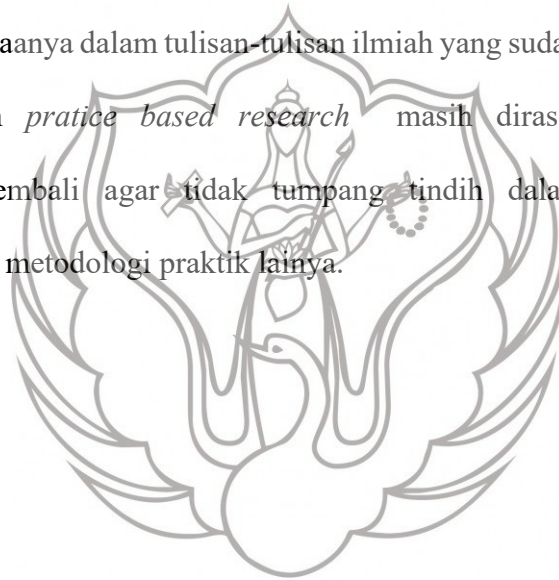 aanya dalam tulisan-tulisan ilmiah yang suda
pratice based research masih diras
embali agar tidak tumpang tindih dala
metodologi praktik lainya.